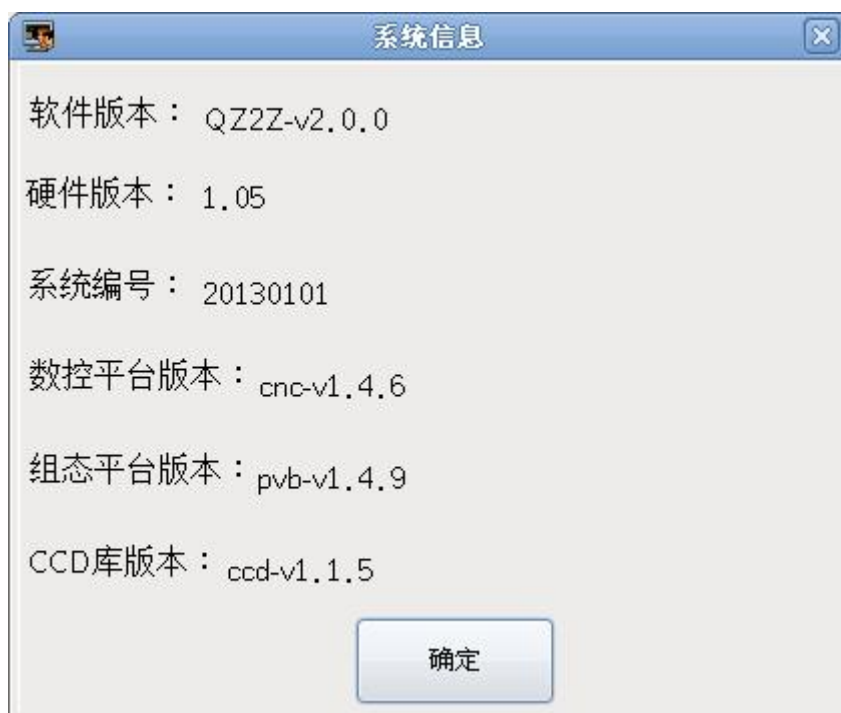 系统信息
软件版本： QZ2Z-v2.0.0
硬件版本： 1.05
系统编号： 20130101
数控平台版本：cnc-v1.4.6
组态平台版本：pvb-v1.4.9
CCD库版本：ccd-v1.1.5
确定